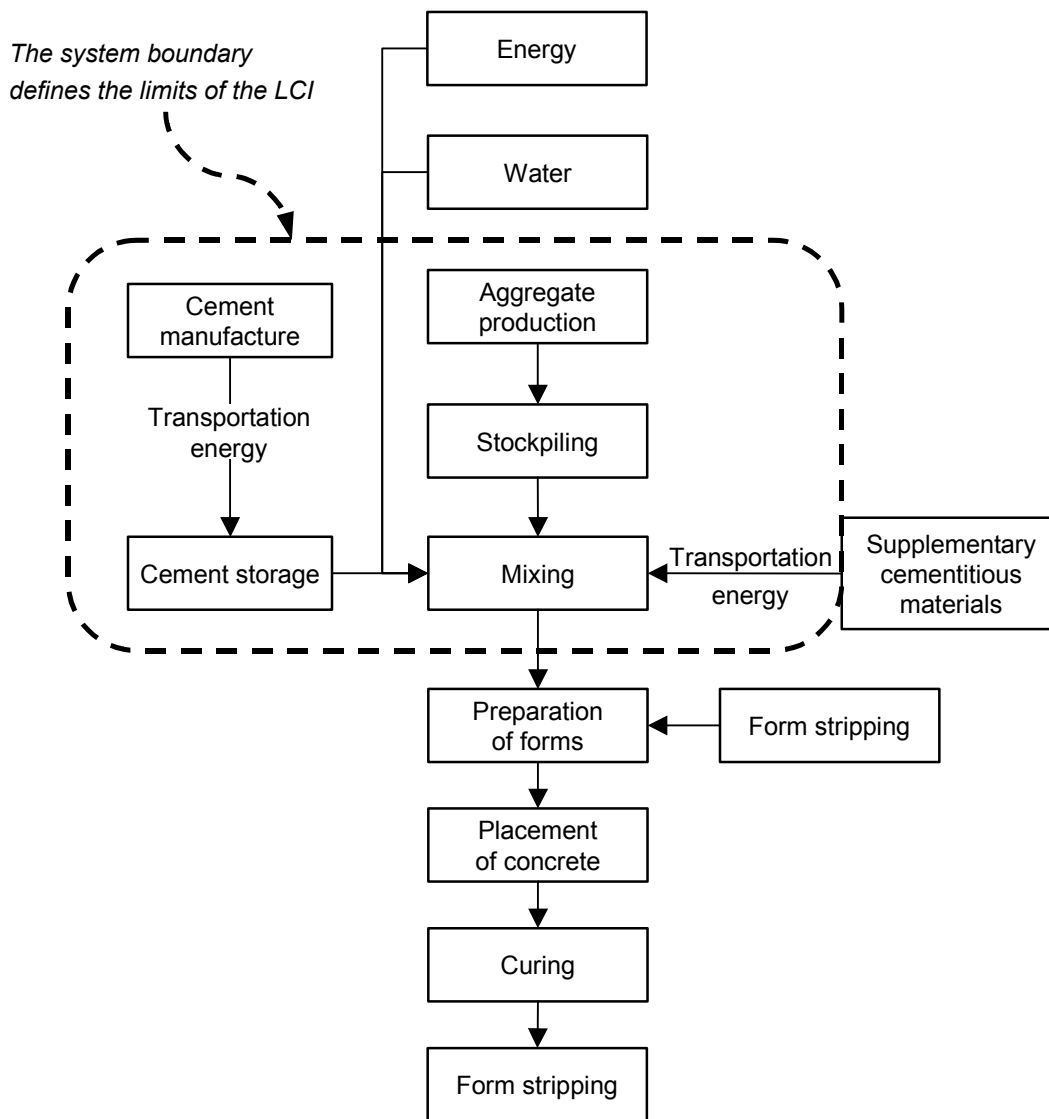 The system boundary
defines the limits of the LCI
Energy
Water
Cement
manufacture
Aggregate
production
Transportation
energy
Stockpiling
Cement storage
Mixing
Transportation
energy
Supplementary
cementitious
materials
Preparation
of forms
Form stripping
Placement
of concrete
Curing
Form stripping